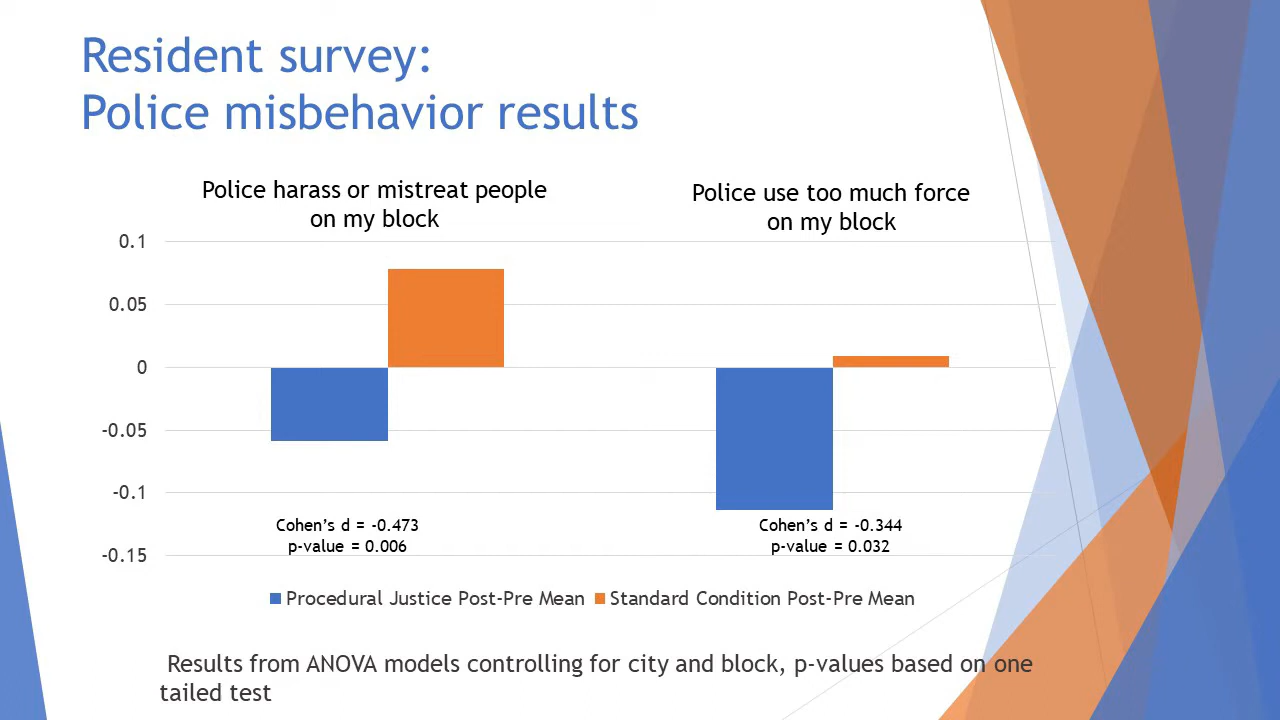 Resident survey:
Police misbehavior results
Police harass or mistreat people
on my block
Police use too much force
on my block
0.1
0.05
0
-0.05
-0.1
-0.15
Cohen's d = -0.473
p-value = 0.006
Cohen's d = -0.344
p-value = 0.032
Procedural Justice Post-Pre Mean
Standard Condition Post-Pre Mean
Results from ANOVA models controlling for city and block, p-values based on one
tailed test